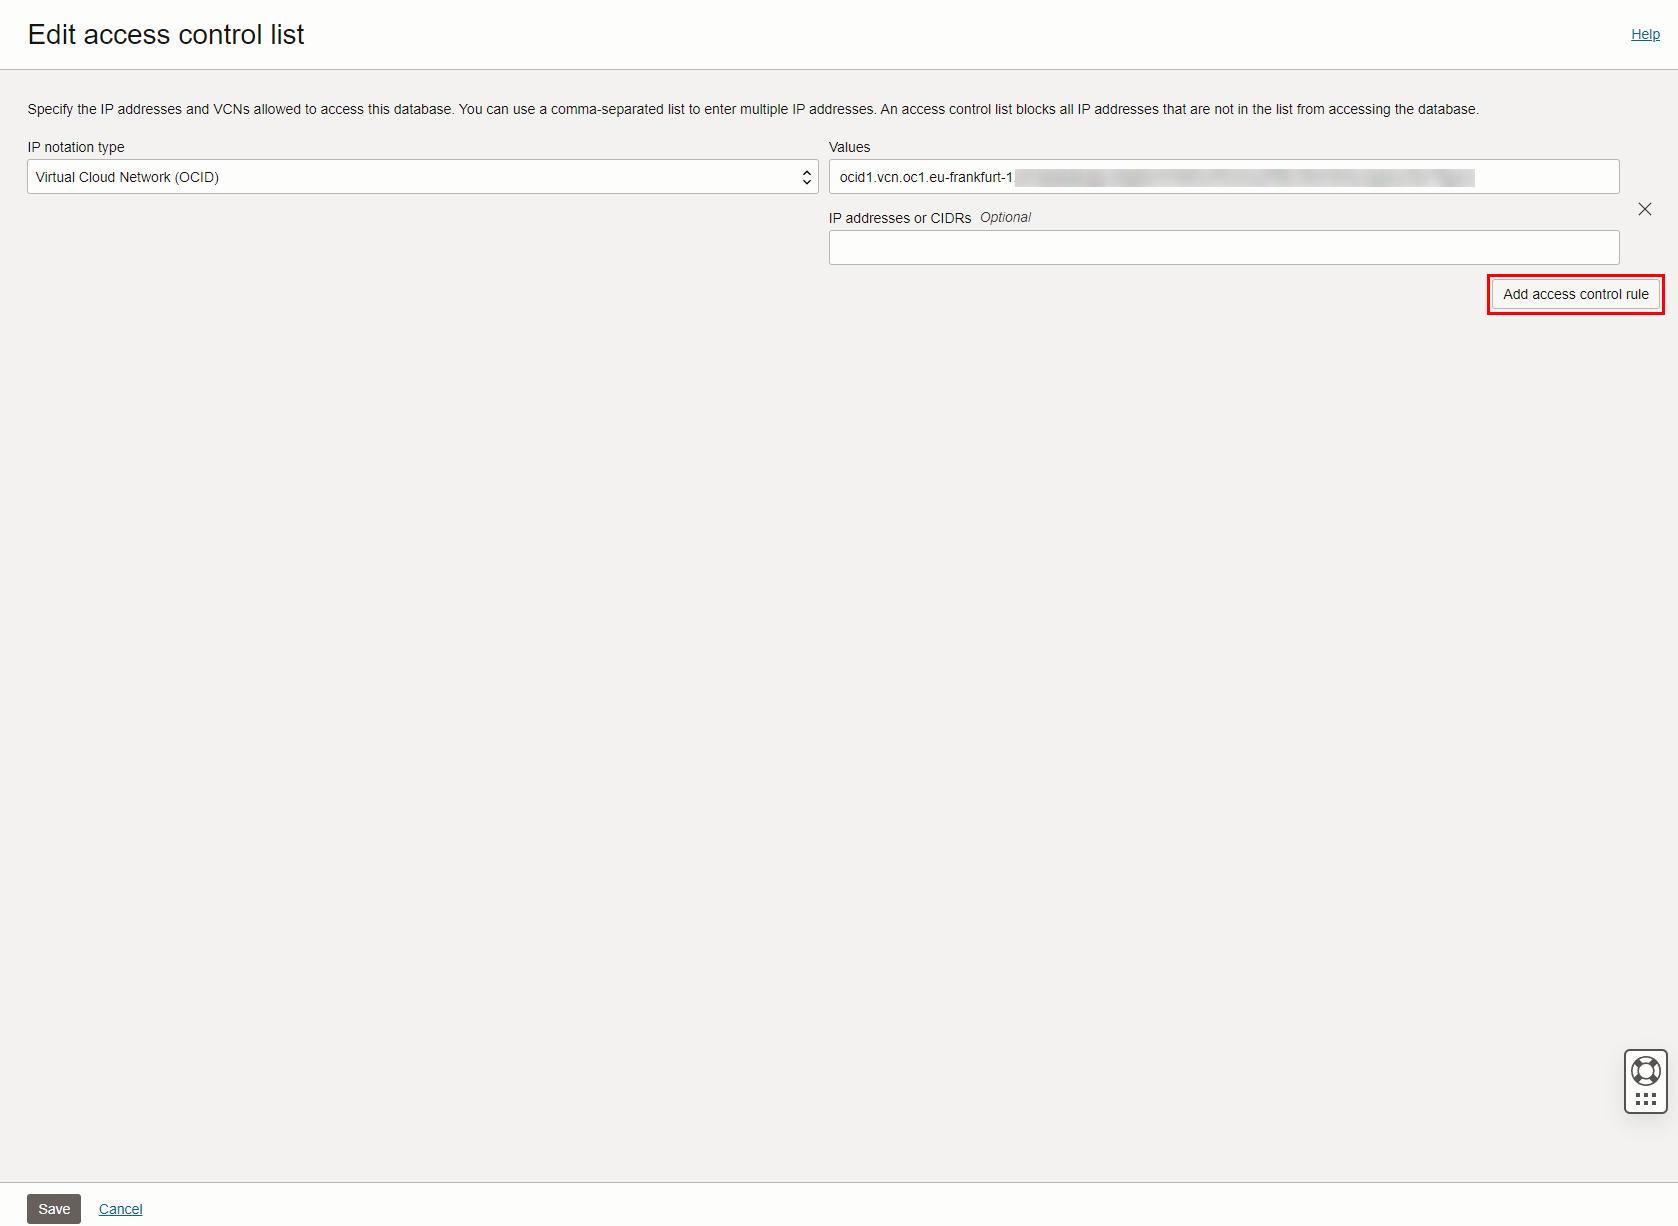 Edit access control list
Help
Specify the IP addresses and VCNs allowed to access this database. You can use a comma-separated list to enter multiple IP addresses. An access control list blocks all IP addresses that are not in the list from accessing the database.
IP notation type
Values
Virtual Cloud Network (OCID)
ocid1.vcn.oc1.eu-frankfurt-1.
IP addresses or CIDRs Optional
Add access control rule
Save
Cancel